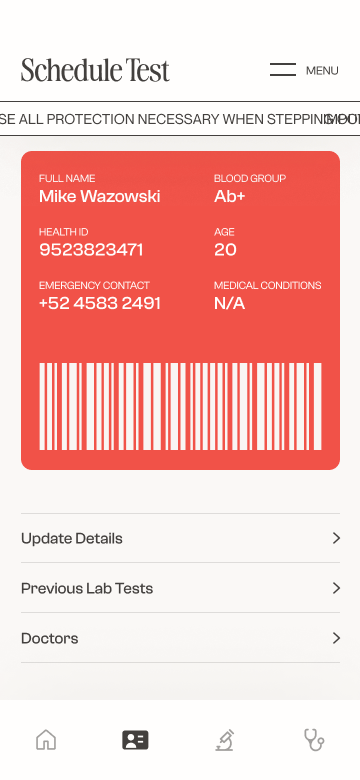 Schedule Test
MENU
SE ALL PROTECTION NECESSARY WHEN STEPPING
FULL NAME
Mike Wazowski
BLOOD GROUP
Ab+
HEALTH ID
9523823471
AGE
20
EMERGENCY CONTACT
+52 4583 2491
MEDICAL CONDITIONS
N/A
Update Details
Previous Lab Tests
Doctors